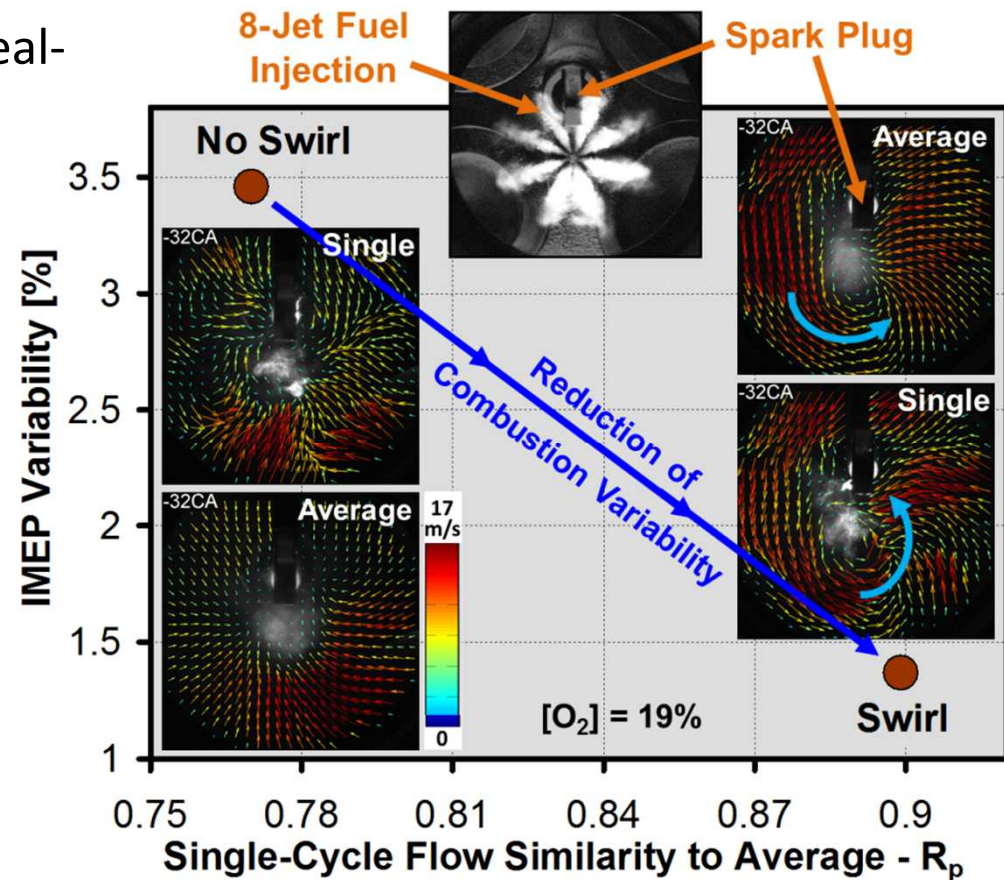 eal-
8-Jet Fuel
Injection
Spark Plug
No Swirl
-32CA
Single
-32CA
Average
17
m/s
0
-32CA
Average
-32CA
Single
Reduction of
Combustion Variability
[O₂] = 19%
Swirl
IMEP Variability [%]
3.5
3
2.5
2
1.5
1
0.75
0.78
0.81
0.84
0.87
0.9
Single-Cycle Flow Similarity to Average - Rₚ